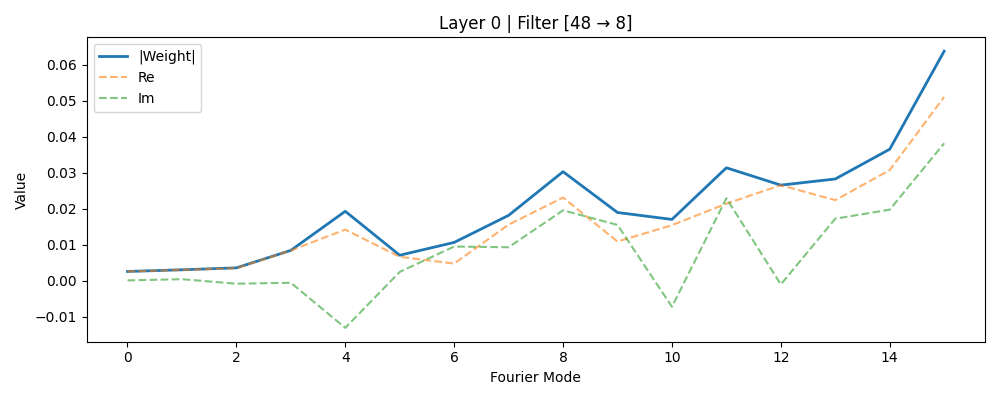 Layer 0 | Filter [48 → 8]
|Weight|
Re
Im
Value
0.06
0.05
0.04
0.03
0.02
0.01
0.00
−0.01
0 2 4 6 8 10 12 14
Fourier Mode